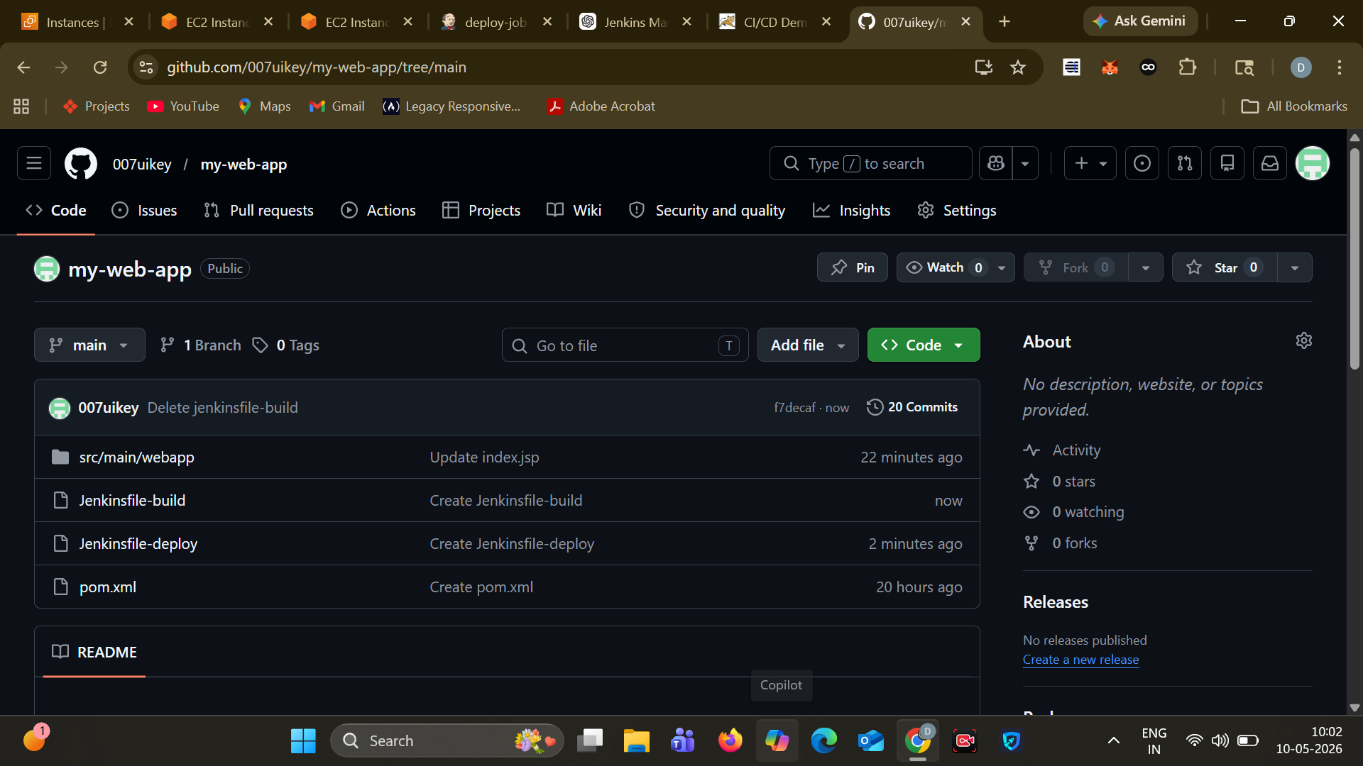 Instances |
EC2 Instanc
EC2 Instanc
deploy-job
Jenkins Ma
CI/CD Dem
007uikey/m
Ask Gemini
github.com/007uikey/my-web-app/tree/main
D
Projects
YouTube
Maps
Gmail
Legacy Responsive...
Adobe Acrobat
All Bookmarks
007uikey / my-web-app
Type / to search
Code
Issues
Pull requests
Actions
Projects
Wiki
Security and quality
Insights
Settings
my-web-app Public
Pin
Watch 0
Fork 0
Star 0
main
1 Branch
0 Tags
Go to file T
Add file
Code
007uikey Delete jenkinsfile-build f7decaf · now 20 Commits
src/main/webapp Update index.jsp 22 minutes ago
Jenkinsfile-build Create Jenkinsfile-build now
Jenkinsfile-deploy Create Jenkinsfile-deploy 2 minutes ago
pom.xml Create pom.xml 20 hours ago
README
About
No description, website, or topics
provided.
Activity
0 stars
0 watching
0 forks
Releases
No releases published
Create a new release
Copilot
1
Search
D
ENG
IN
10:02
10-05-2026